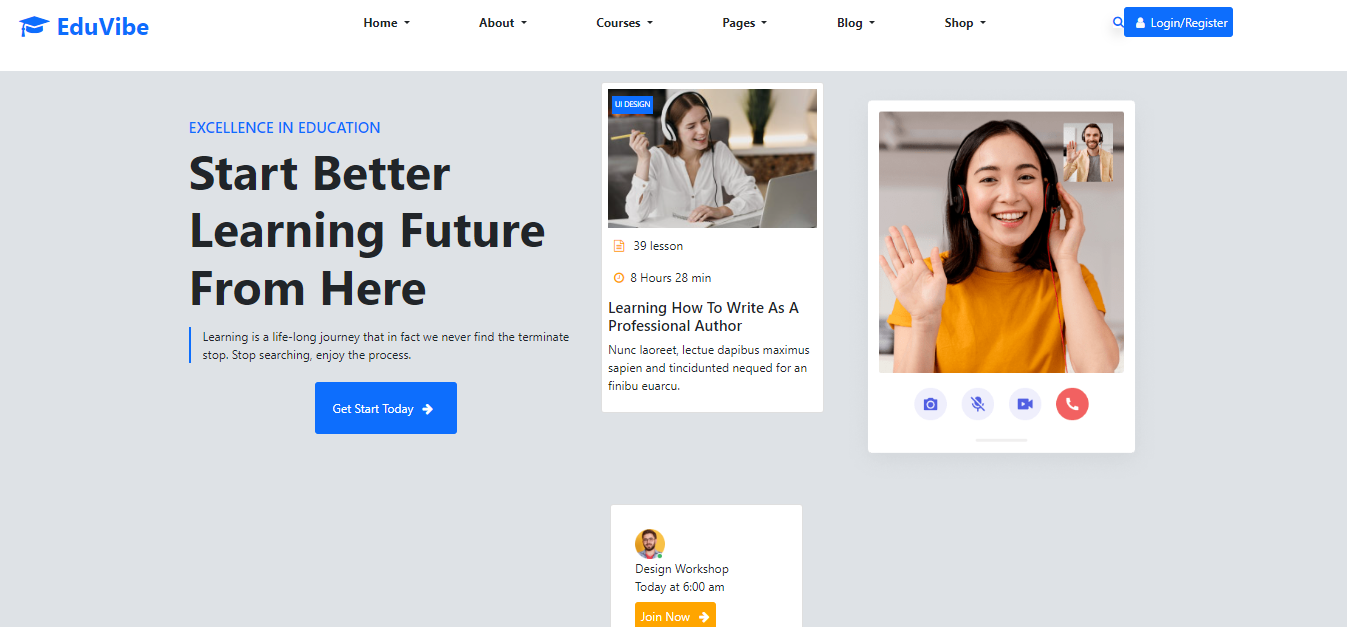 EduVibe
Home
About
Courses
Pages
Blog
Shop
Login/Register
EXCELLENCE IN EDUCATION
Start Better
Learning Future
From Here
Learning is a life-long journey that in fact we never find the terminate
stop. Stop searching, enjoy the process.
Get Start Today
UI DESIGN
39 lesson
8 Hours 28 min
Learning How To Write As A
Professional Author
Nunc laoreet, lectue dapibus maximus
sapien and tincidunted nequed for an
finibu euarcu.
Design Workshop
Today at 6:00 am
Join Now